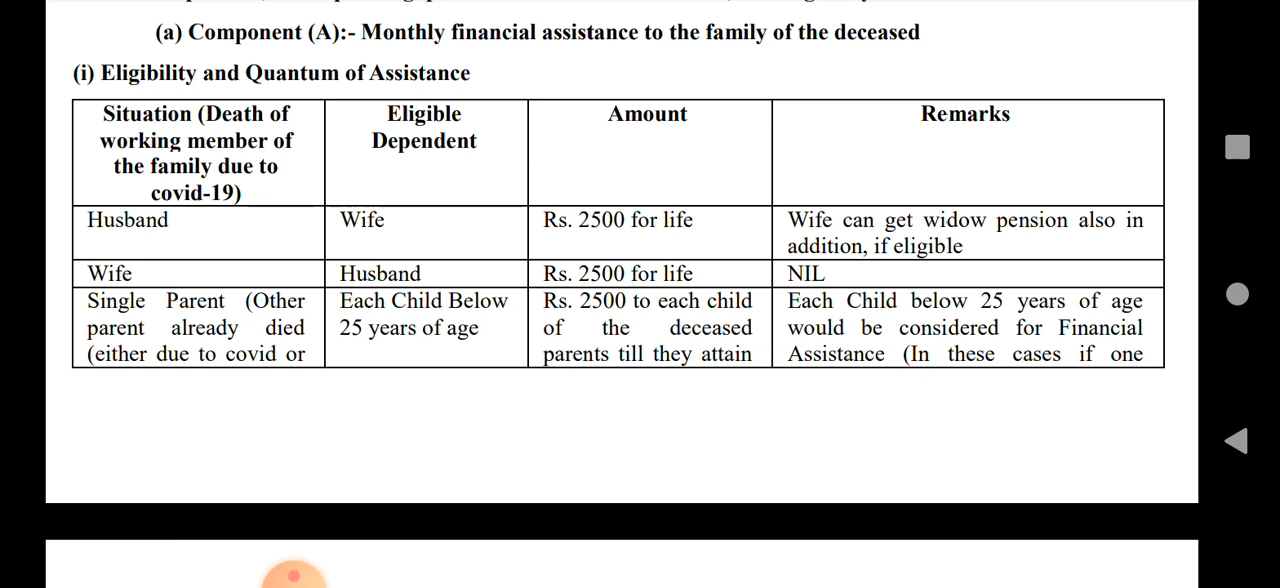 (a) Component (A):- Monthly financial assistance to the family of the deceased
(i) Eligibility and Quantum of Assistance
Situation (Death of
working member of
the family due to
covid-19)
Eligible
Dependent
Amount
Remarks
Husband
Wife
Rs. 2500 for life
Wife can get widow pension also in
addition, if eligible
Wife
Husband
Rs. 2500 for life
NIL
Single Parent (Other
parent already died
(either due to covid or
Each Child Below
25 years of age
Rs. 2500 to each child
of the deceased
parents till they attain
Each Child below 25 years of age
would be considered for Financial
Assistance (In these cases if one